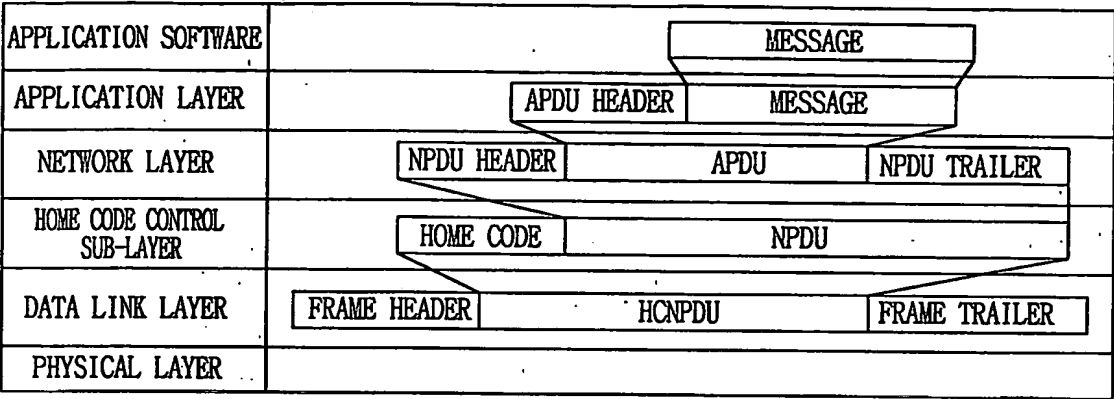 APPLICATION SOFTWARE
MESSAGE
APPLICATION LAYER
APDU HEADER
MESSAGE
NETWORK LAYER
NPDU HEADER
APDU
NPDU TRAILER
HOME CODE CONTROL
SUB-LAYER
HOME CODE
NPDU
DATA LINK LAYER
FRAME HEADER
HCNPDU
FRAME TRAILER
PHYSICAL LAYER